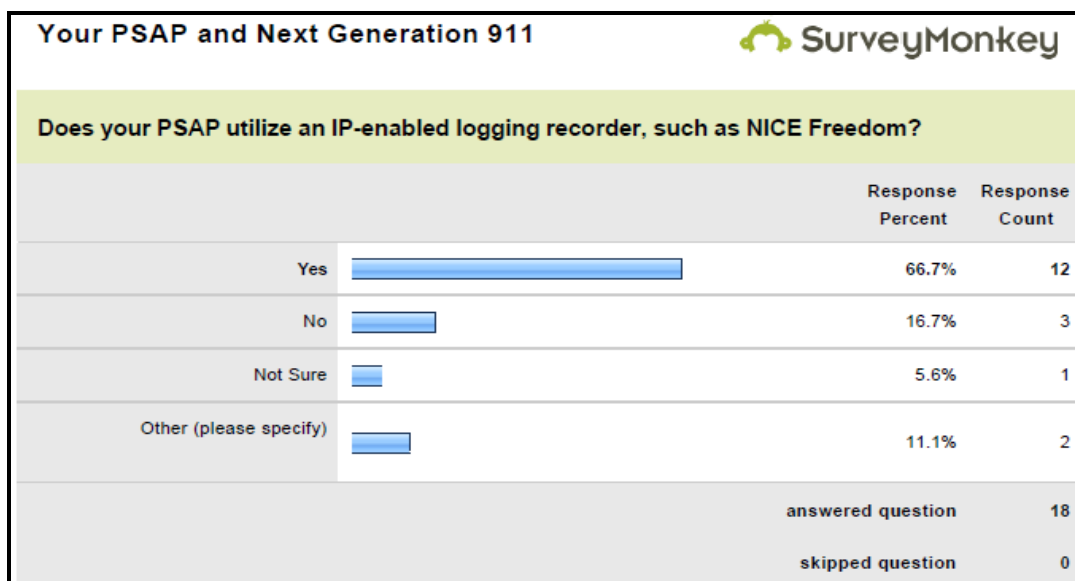 Your PSAP and Next Generation 911
SurveyMonkey
Does your PSAP utilize an IP-enabled logging recorder, such as NICE Freedom?
Response Percent
Response Count
Yes 66.7% 12
No 16.7% 3
Not Sure 5.6% 1
Other (please specify) 11.1% 2
answered question 18
skipped question 0